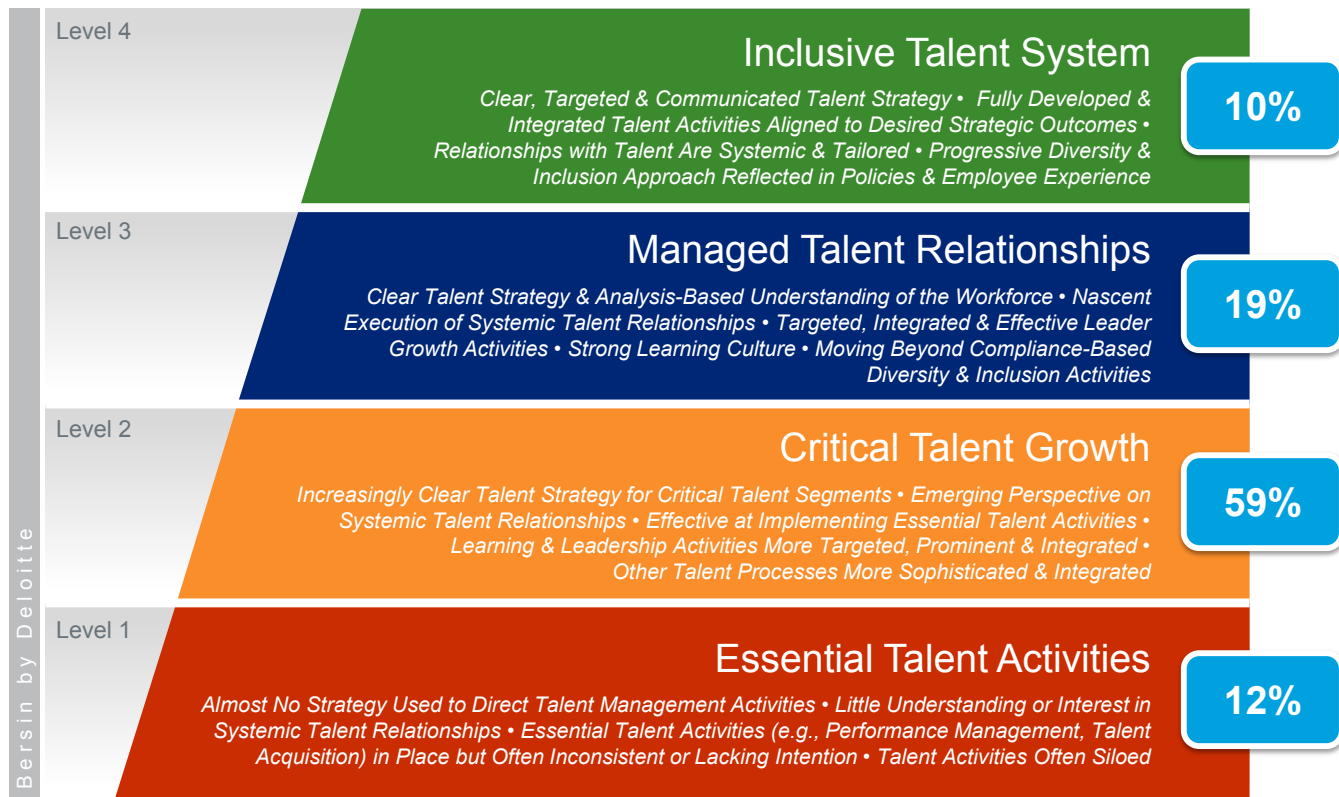 Level 4
Inclusive Talent System
Clear, Targeted & Communicated Talent Strategy • Fully Developed &
Integrated Talent Activities Aligned to Desired Strategic Outcomes •
Relationships with Talent Are Systemic & Tailored • Progressive Diversity &
Inclusion Approach Reflected in Policies & Employee Experience
10%
Level 3
Managed Talent Relationships
Clear Talent Strategy & Analysis-Based Understanding of the Workforce • Nascent
Execution of Systemic Talent Relationships • Targeted, Integrated & Effective Leader
Growth Activities • Strong Learning Culture • Moving Beyond Compliance-Based
Diversity & Inclusion Activities
19%
Level 2
Critical Talent Growth
Increasingly Clear Talent Strategy for Critical Talent Segments • Emerging Perspective on
Systemic Talent Relationships • Effective at Implementing Essential Talent Activities •
Learning & Leadership Activities More Targeted, Prominent & Integrated •
Other Talent Processes More Sophisticated & Integrated
59%
Level 1
Essential Talent Activities
Almost No Strategy Used to Direct Talent Management Activities • Little Understanding or Interest in
Systemic Talent Relationships • Essential Talent Activities (e.g., Performance Management, Talent
Acquisition) in Place but Often Inconsistent or Lacking Intention • Talent Activities Often Siloed
12%
Bersin by Deloitte